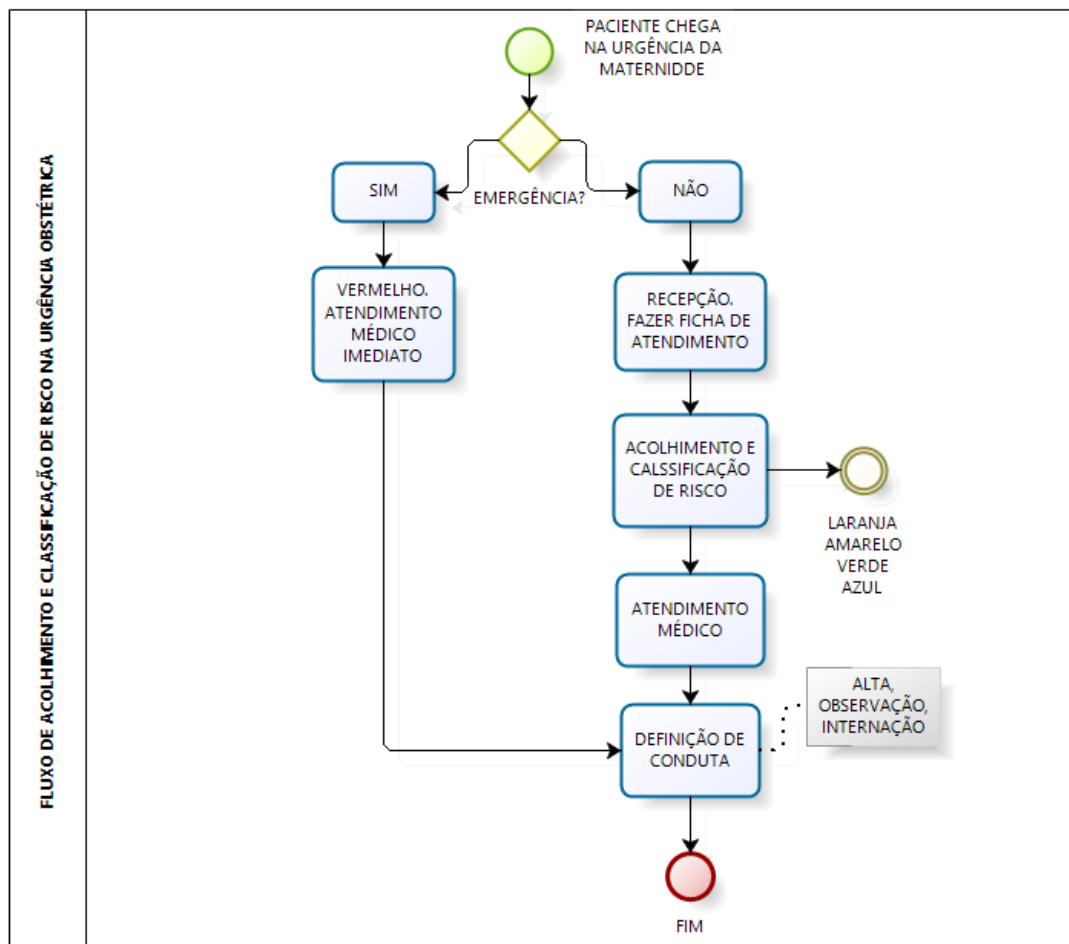 FLUXO DE ACOLHIMENTO E CLASSIFICAÇÃO DE RISCO NA URGÊNCIA OBSTÉTRICA
PACIENTE CHEGA
NA URGÊNCIA DA
MATERNIDDE
EMERGÊNCIA?
SIM
NÃO
VERMELHO.
ATENDIMENTO
MÉDICO
IMEDIATO
RECEPÇÃO.
FAZER FICHA DE
ATENDIMENTO
ACOLHIMENTO E
CALSSIFICAÇÃO
DE RISCO
LARANJA
AMARELO
VERDE
AZUL
ATENDIMENTO
MÉDICO
DEFINIÇÃO DE
CONDUTA
ALTA,
OBSERVAÇÃO,
INTERNAÇÃO
FIM